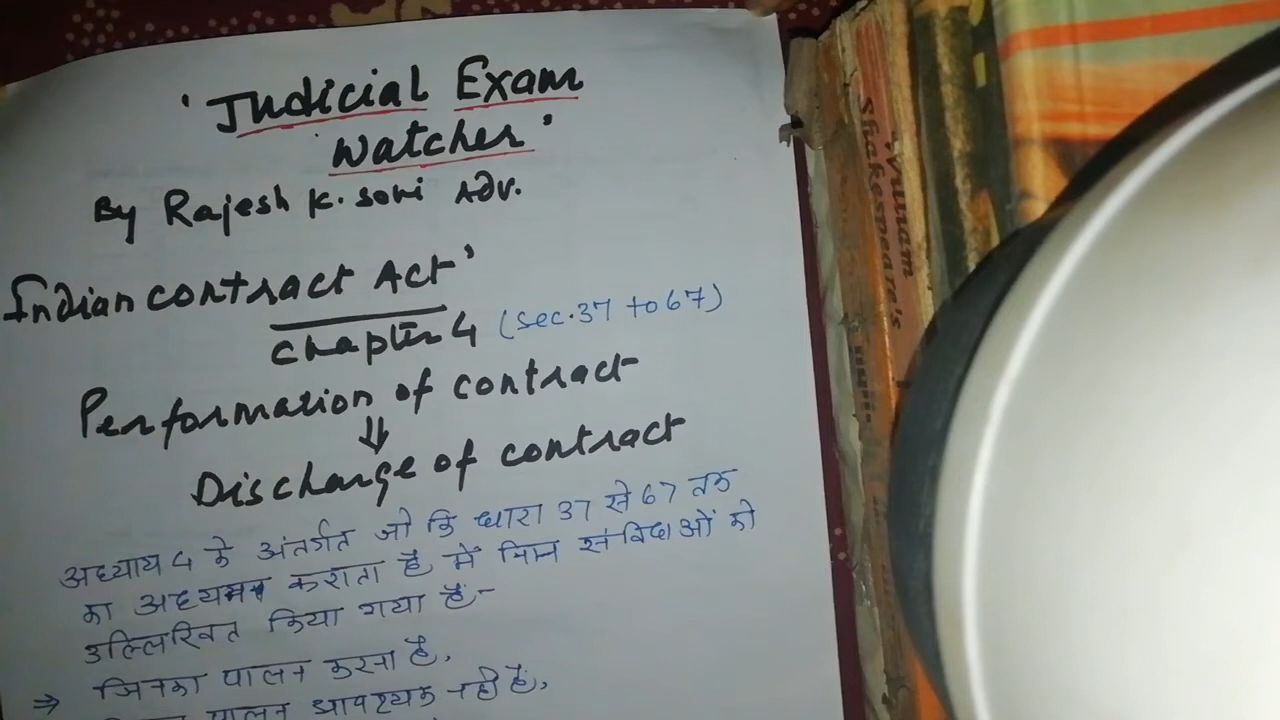 'Judicial Exam
Watcher'
By Rajesh K. Soni Adv.
Indian contract Act'
Chapter 4 (Sec. 37 to 67)
Performation of contract
⇓
Discharge of contract
अध्याय 4 के अंतर्गत जो कि धारा 37 से 67 तक
का अध्ययन कराता है में निम्न संविदाओं को
उल्लिखित किया गया है-
⇒ जिनका पालन करना है,
पालन आवश्यक नही है,
William
Shakespeare's